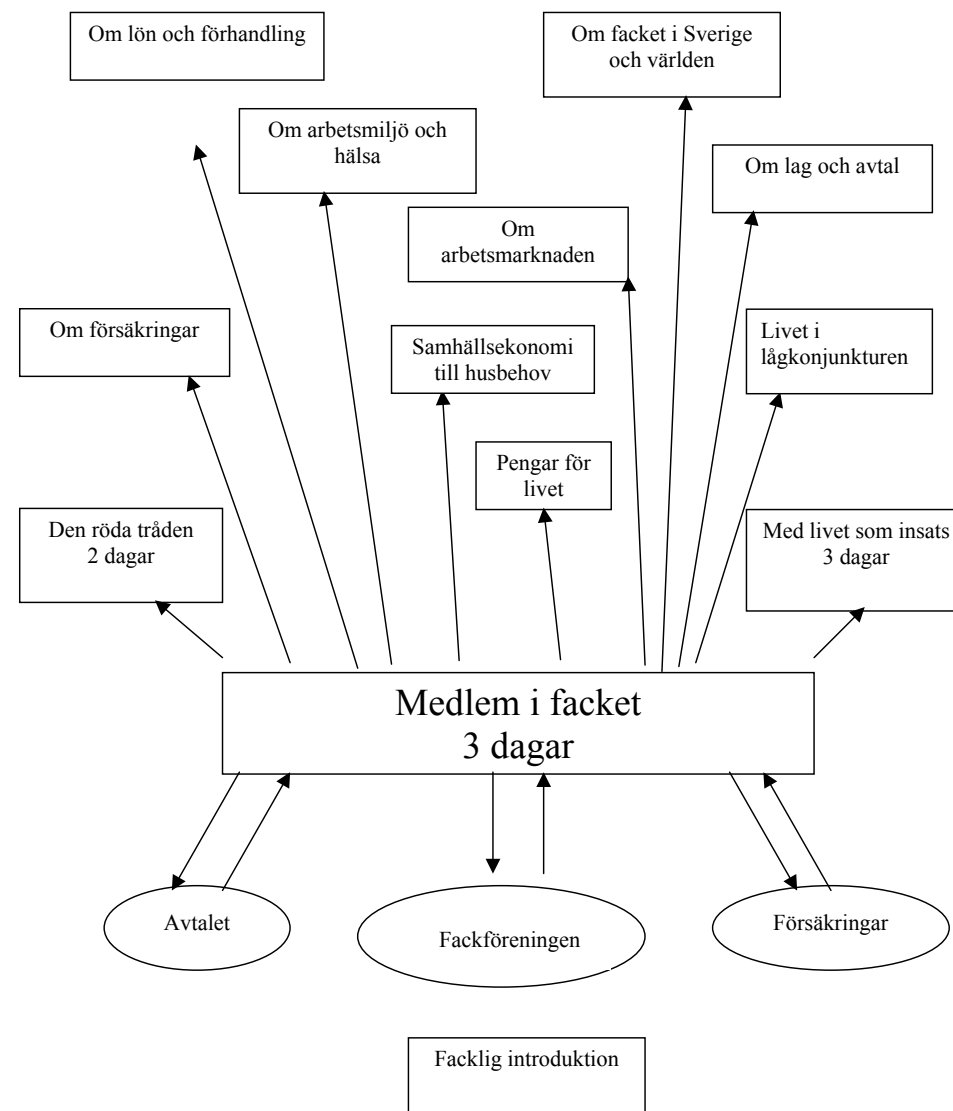 Om lön och förhandling
Om facket i Sverige
och världen
Om arbetsmiljö och
hälsa
Om lag och avtal
Om
arbetsmarknaden
Om försäkringar
Samhällsekonomi
till husbehov
Livet i
lågkonjunkturen
Pengar för
livet
Den röda tråden
2 dagar
Med livet som insats
3 dagar
Medlem i facket
3 dagar
Avtalet
Fackföreningen
Försäkringar
Facklig introduktion